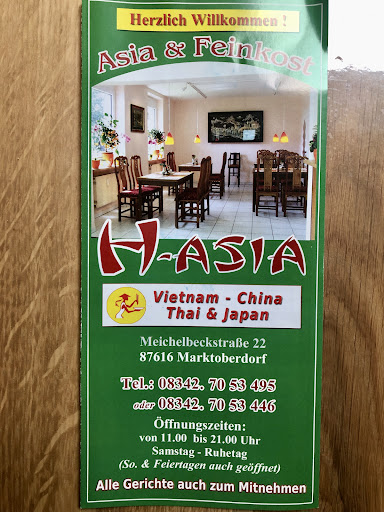 Herzlich Willkommen !
Asia & Feinkost
H-ASIA
Vietnam - China
Thai & Japan
Meichelbeckstraße 22
87616 Marktoberdorf
Tel.: 08342. 70 53 495
oder 08342. 70 53 446
Öffnungszeiten:
von 11.00 bis 21.00 Uhr
Samstag - Ruhetag
(So. & Feiertagen auch geöffnet)
Alle Gerichte auch zum Mitnehmen